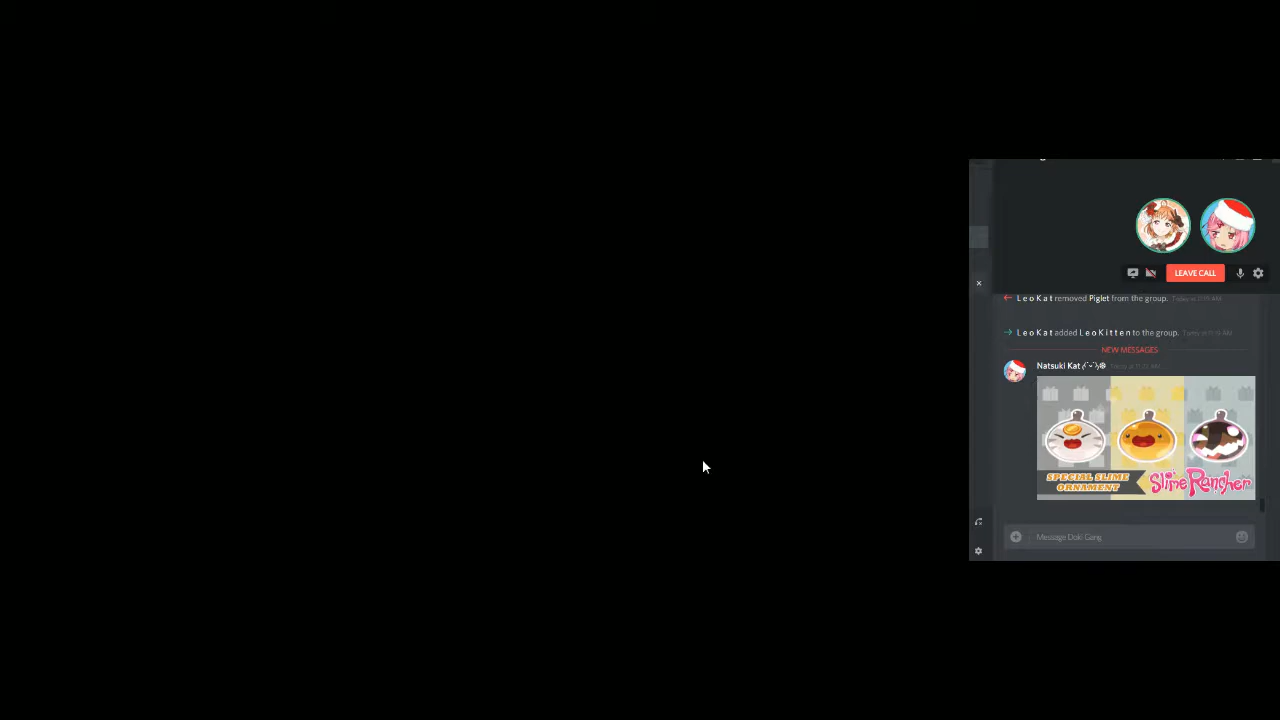 LEAVE CALL
L e o K a t removed Piglet from the group.
L e o K a t added L e o K i t t e n to the group.
NEW MESSAGES
Natsuki Kat
SPECIAL SLIME
ORNAMENT
Slime Rancher
Message Doki Gang